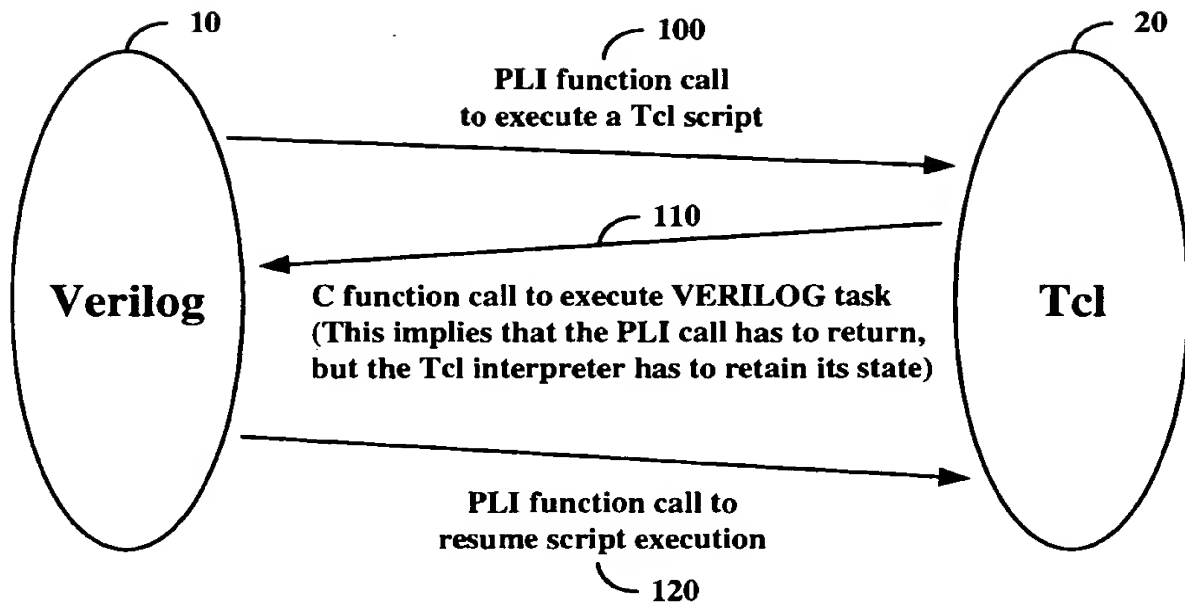 10
100
20
PLI function call
to execute a Tcl script
110
Verilog
C function call to execute VERILOG task
(This implies that the PLI call has to return,
but the Tcl interpreter has to retain its state)
Tcl
PLI function call to
resume script execution
120